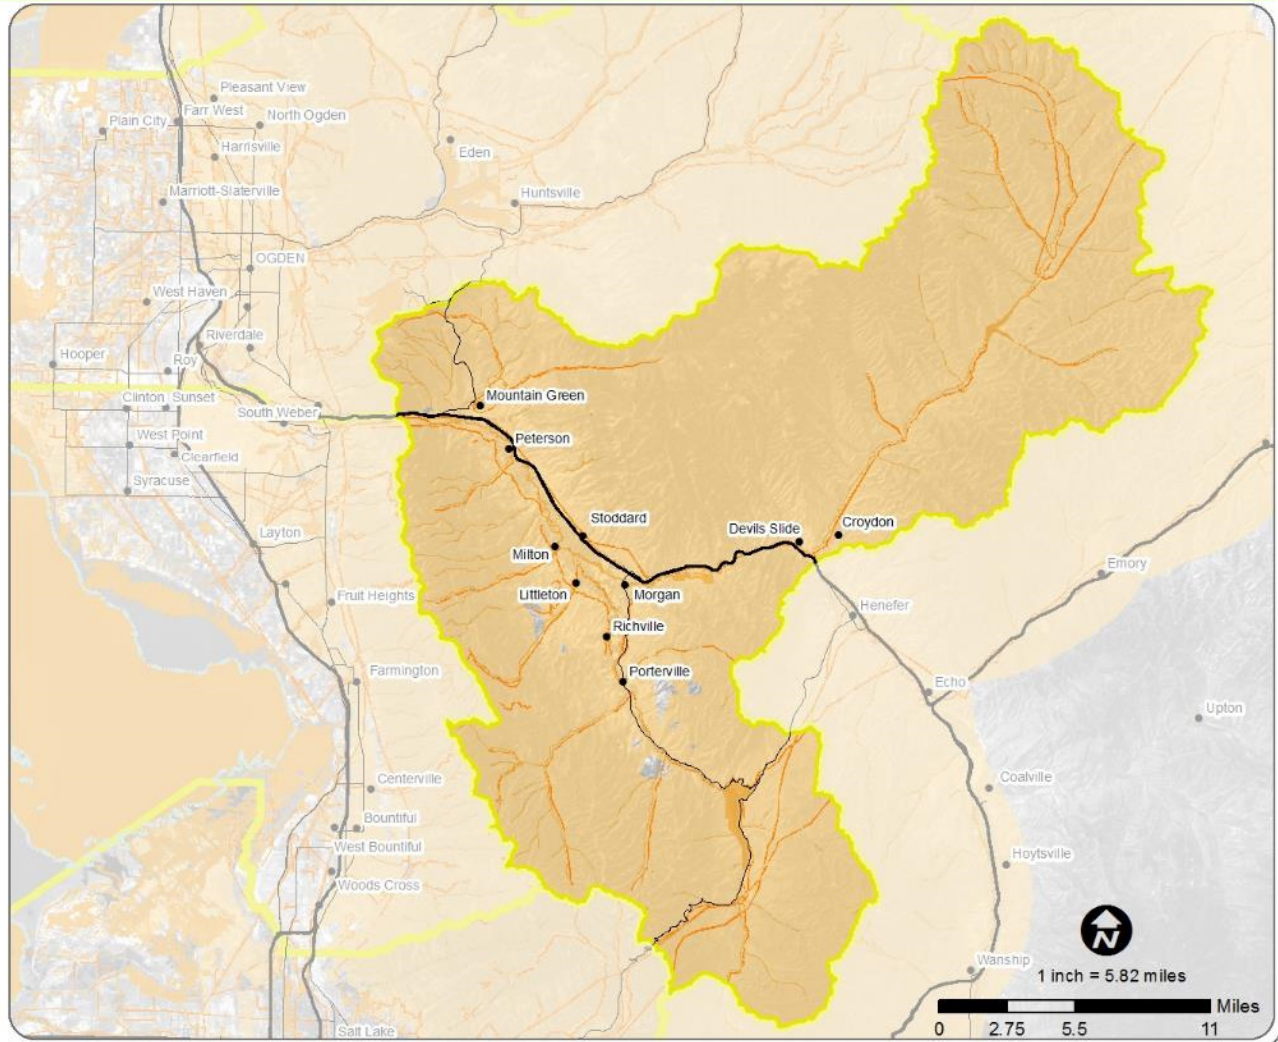 Pleasant View
Plain City
Farr West
North Ogden
Harrisville
Eden
Marriott-Slaterville
Huntsville
OGDEN
West Haven
Riverdale
Hooper
Roy
Clinton
Sunset
South Weber
Mountain Green
West Point
Clearfield
Peterson
Syracuse
Layton
Stoddard
Devils Slide
Croydon
Milton
Emory
Fruit Heights
Littleton
Morgan
Henefer
Richville
Farmington
Porterville
Echo
Upton
Centerville
Coalville
Bountiful
West Bountiful
Hoytsville
Woods Cross
N
Wanship
1 inch = 5.82 miles
Miles
0 2.75 5.5 11
Salt Lake